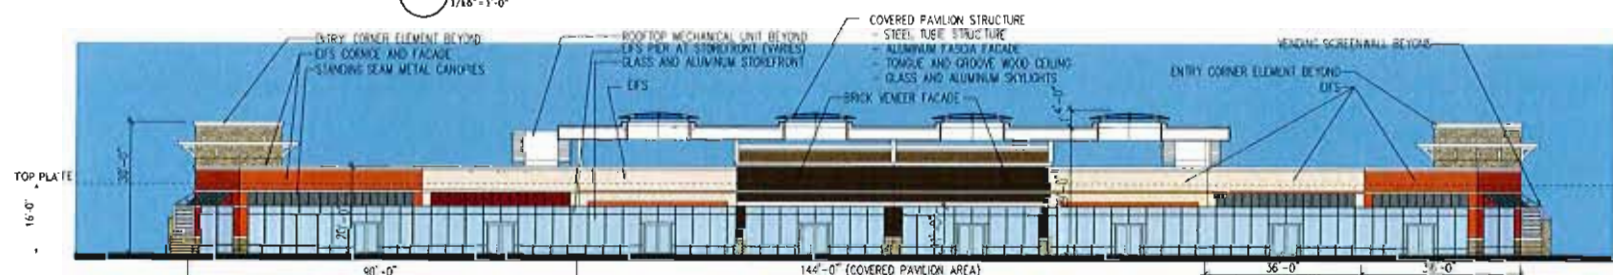 1/16" = 1'-0"
ENTRY CORNER ELEMENT BEYOND
EIFS CORNICE AND FACADE
STANDING SEAM METAL CANOPIES
ROOFTOP MECHANICAL UNIT BEYOND
EIFS PIER AT STOREFRONT (VARIES)
GLASS AND ALUMINUM STOREFRONT
EIFS
COVERED PAVILION STRUCTURE
- STEEL TUBE STRUCTURE
- ALUMINUM FASCIA FACADE
- TONGUE AND GROOVE WOOD CEILING
- GLASS AND ALUMINUM SKYLIGHTS
BRICK VENEER FACADE
4'-0"
VENDING SCREENWALL BEYOND
ENTRY CORNER ELEMENT BEYOND
EIFS
TOP PLATE
16'-0"
30'-0"
90'-0"
144'-0" (COVERED PAVILION AREA)
36'-0"